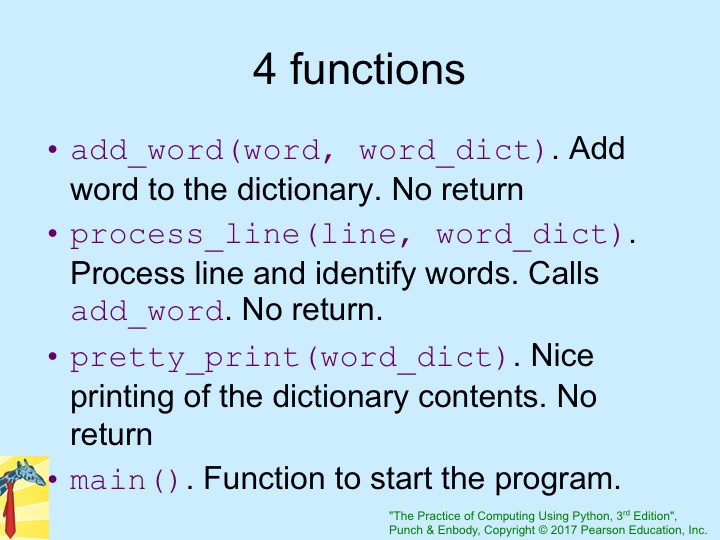 4 functions
• add_word(word, word_dict). Add
word to the dictionary. No return
• process_line(line, word_dict).
Process line and identify words. Calls
add_word. No return.
• pretty_print(word_dict). Nice
printing of the dictionary contents. No
return
• main(). Function to start the program.
"The Practice of Computing Using Python, 3rd Edition",
Punch & Enbody, Copyright © 2017 Pearson Education, Inc.